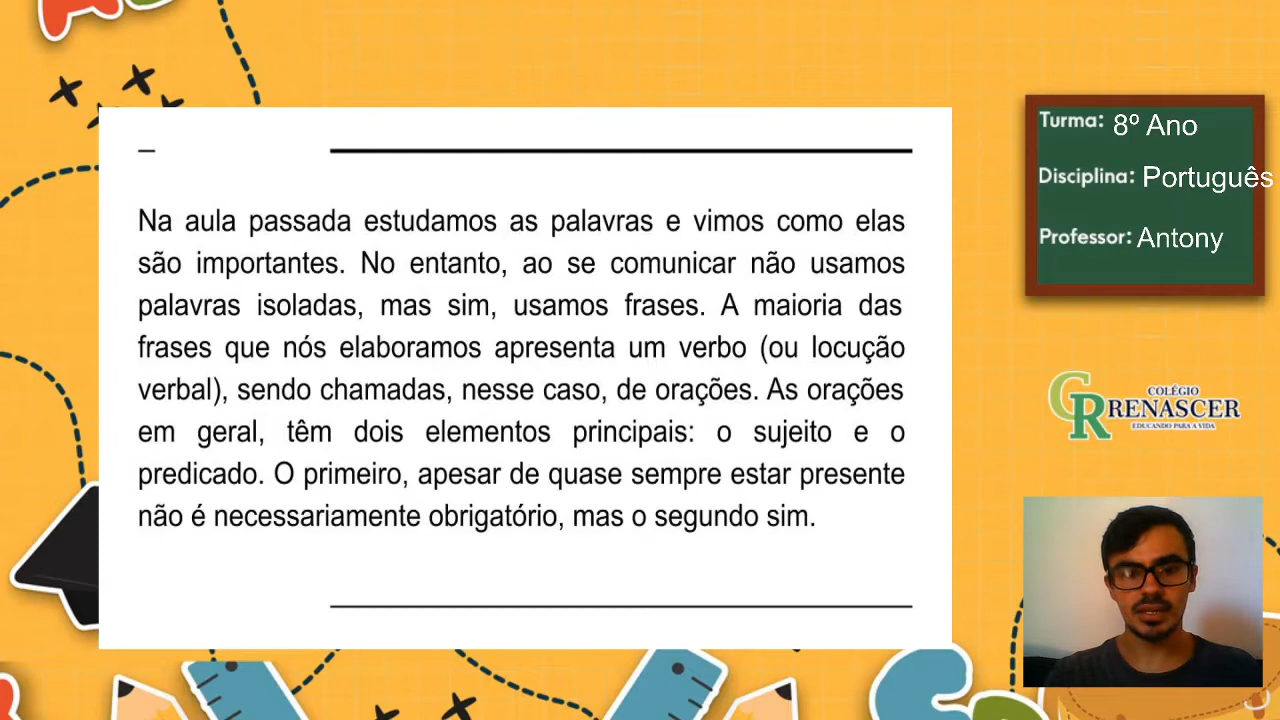 Na aula passada estudamos as palavras e vimos como elas
são importantes. No entanto, ao se comunicar não usamos
palavras isoladas, mas sim, usamos frases. A maioria das
frases que nós elaboramos apresenta um verbo (ou locução
verbal), sendo chamadas, nesse caso, de orações. As orações
em geral, têm dois elementos principais: o sujeito e o
predicado. O primeiro, apesar de quase sempre estar presente
não é necessariamente obrigatório, mas o segundo sim.
Turma: 8º Ano
Disciplina: Português
Professor: Antony
CR
COLÉGIO
RENASCER
EDUCANDO PARA A VIDA